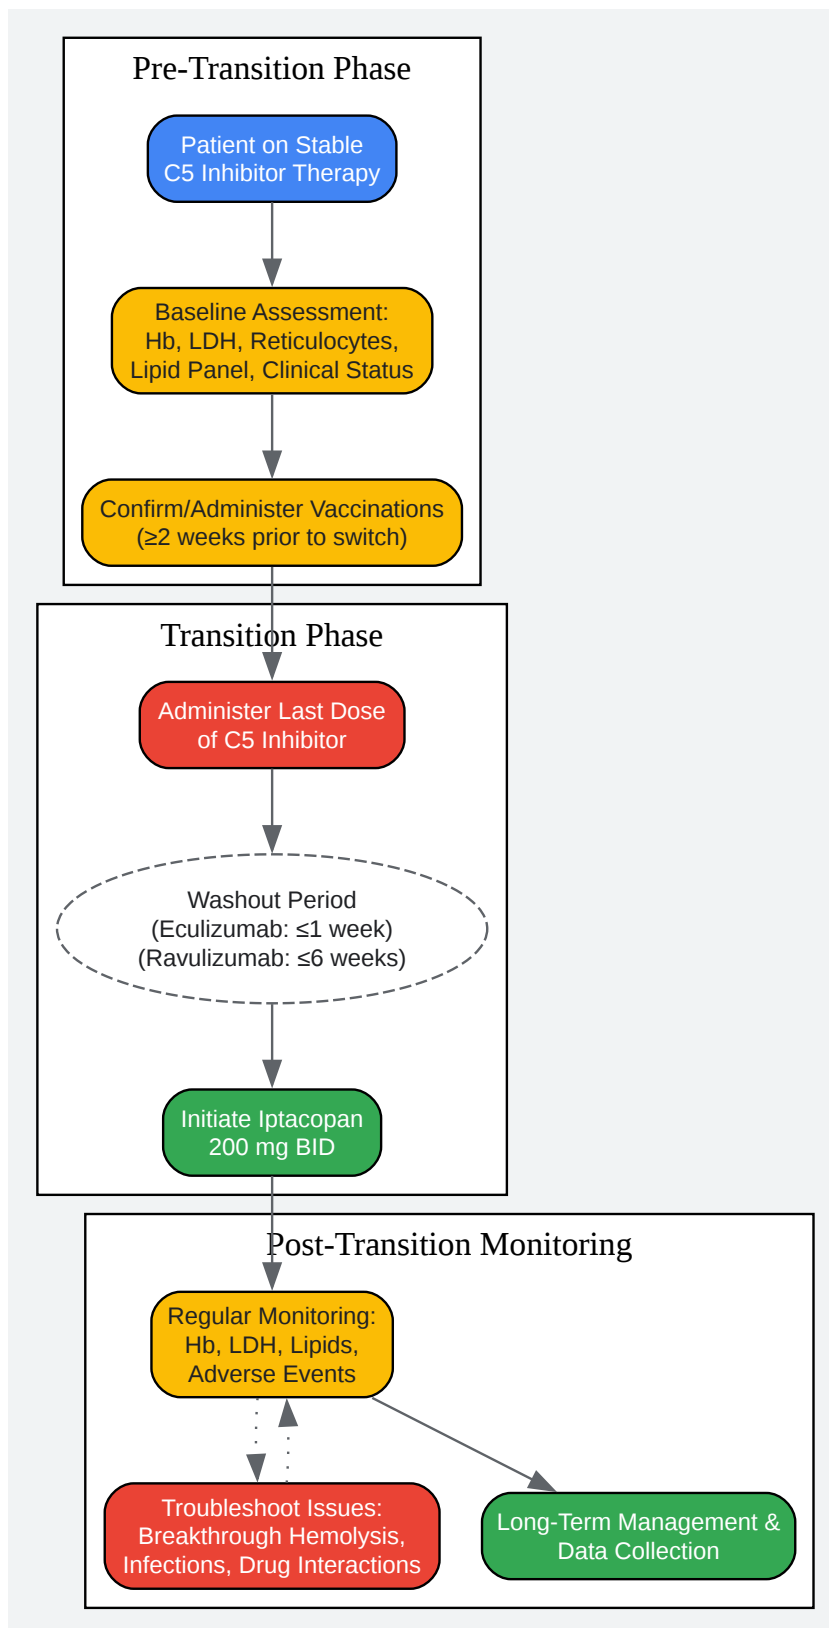 Pre-Transition Phase
Patient on Stable
C5 Inhibitor Therapy
Baseline Assessment:
Hb, LDH, Reticulocytes,
Lipid Panel, Clinical Status
Confirm/Administer Vaccinations
(≥2 weeks prior to switch)
Transition Phase
Administer Last Dose
of C5 Inhibitor
Washout Period
(Eculizumab: ≤1 week)
(Ravulizumab: ≤6 weeks)
Initiate Iptacopan
200 mg BID
Post-Transition Monitoring
Regular Monitoring:
Hb, LDH, Lipids,
Adverse Events
Troubleshoot Issues:
Breakthrough Hemolysis,
Infections, Drug Interactions
Long-Term Management &
Data Collection